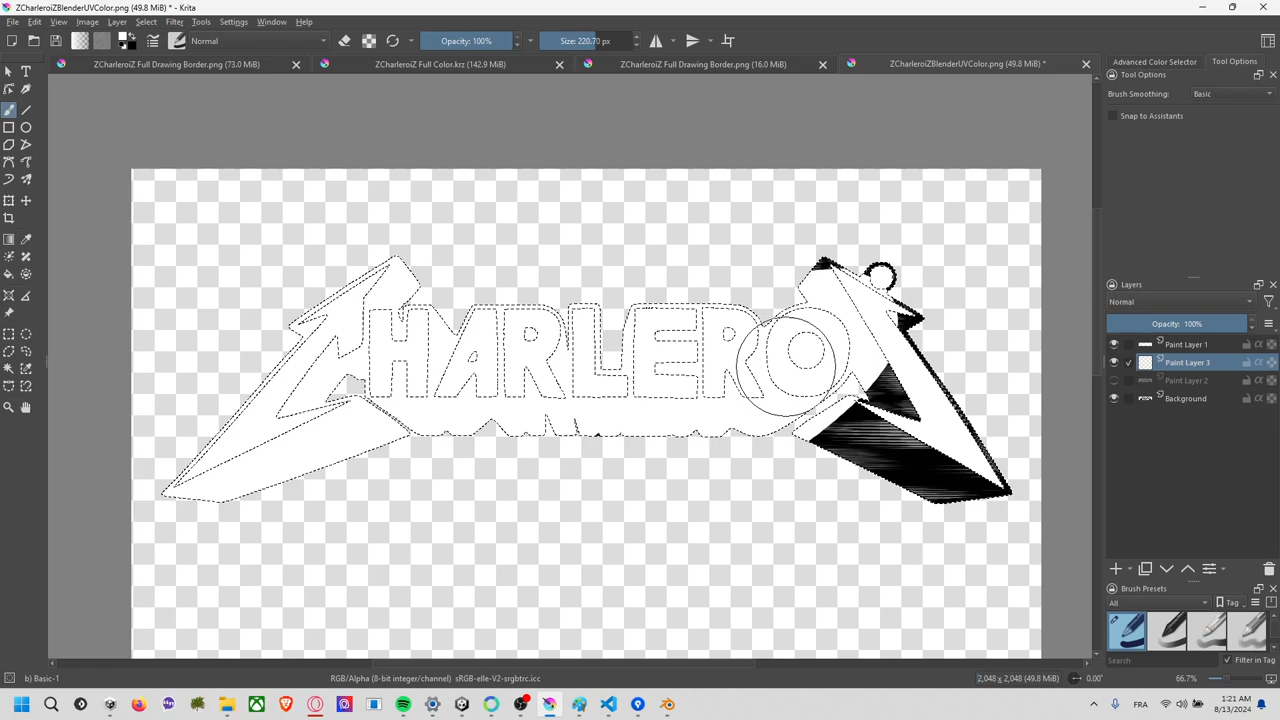 ZCharleroiZBlenderUVColor.png (49.8 MiB) * - Krita
File Edit View Image Layer Select Filter Tools Settings Window Help
Normal
Opacity: 100%
Size: 220.70 px
ZCharleroiZ Full Drawing Border.png (73.0 MiB)
ZCharleroiZ Full Color.krz (142.9 MiB)
ZCharleroiZ Full Drawing Border.png (16.0 MiB)
ZCharleroiZBlenderUVColor.png (49.8 MiB) *
Advanced Color Selector
Tool Options
Tool Options
Brush Smoothing:
Basic
Snap to Assistants
HARLERO
Layers
Normal
Opacity: 100%
Paint Layer 1
Paint Layer 3
Paint Layer 2
Background
Brush Presets
All
Tag
Search
Filter in Tag
b) Basic-1
RGB/Alpha (8-bit integer/channel) sRGB-elle-V2-srgbtrc.icc
2,048 x 2,048 (49.8 MiB)
0.00°
66.7%
FR
1:21 AM
8/13/2024